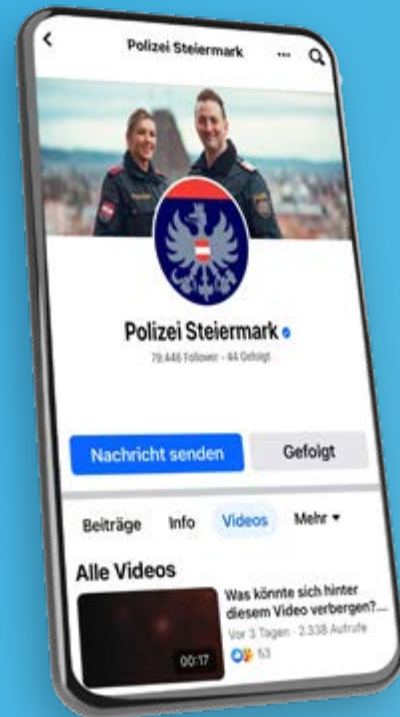 Polizei Steiermark
Polizei Steiermark
79.446 Follower • 44 Gefolgt
Nachricht senden
Gefolgt
Beiträge Info Videos Mehr
Alle Videos
Was könnte sich hinter
diesem Video verbergen?...
Vor 3 Tagen · 2.338 Aufrufe
53
00:17